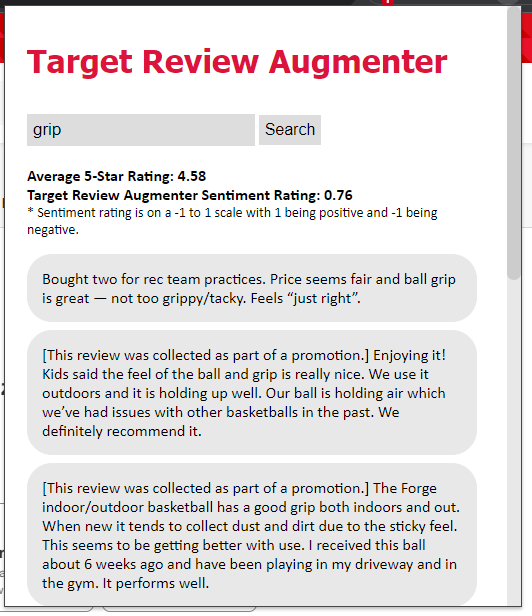 Target Review Augmenter
grip
Search
Average 5-Star Rating: 4.58
Target Review Augmenter Sentiment Rating: 0.76
* Sentiment rating is on a -1 to 1 scale with 1 being positive and -1 being
negative.
Bought two for rec team practices. Price seems fair and ball grip
is great — not too grippy/tacky. Feels “just right”.
[This review was collected as part of a promotion.] Enjoying it!
Kids said the feel of the ball and grip is really nice. We use it
outdoors and it is holding up well. Our ball is holding air which
we’ve had issues with other basketballs in the past. We
definitely recommend it.
[This review was collected as part of a promotion.] The Forge
indoor/outdoor basketball has a good grip both indoors and out.
When new it tends to collect dust and dirt due to the sticky feel.
This seems to be getting better with use. I received this ball
about 6 weeks ago and have been playing in my driveway and in
the gym. It performs well.